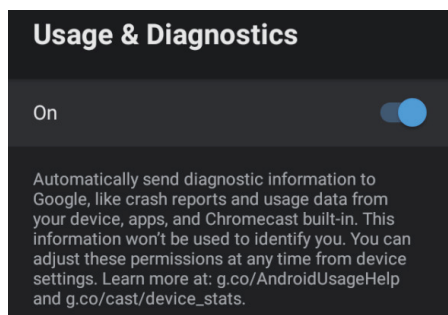 Usage & Diagnostics
On
Automatically send diagnostic information to
Google, like crash reports and usage data from
your device, apps, and Chromecast built-in. This
information won't be used to identify you. You can
adjust these permissions at any time from device
settings. Learn more at: g.co/AndroidUsageHelp
and g.co/cast/device_stats.